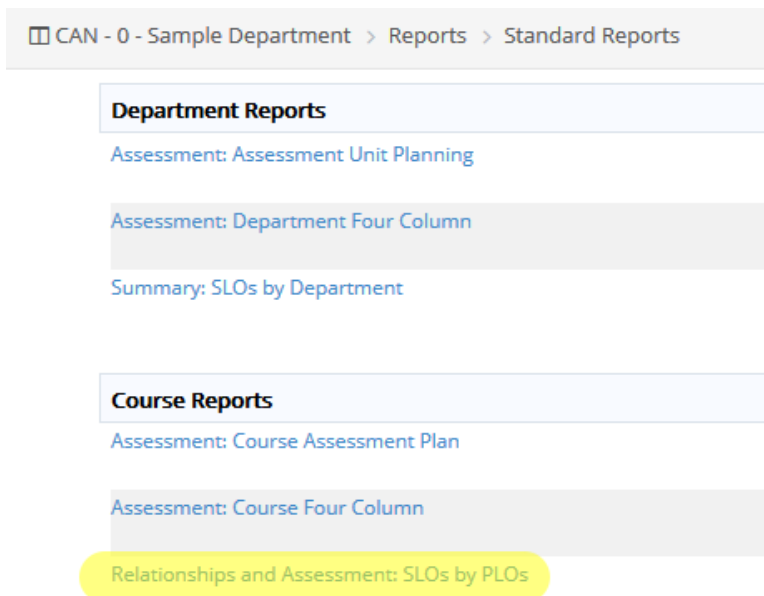 CAN - 0 - Sample Department > Reports > Standard Reports
Department Reports
Assessment: Assessment Unit Planning
Assessment: Department Four Column
Summary: SLOs by Department
Course Reports
Assessment: Course Assessment Plan
Assessment: Course Four Column
Relationships and Assessment: SLOs by PLOs